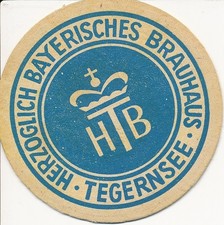 HERZOGLICH BAYERISCHES BRAUHAUS · TEGERNSEE ·
HTB